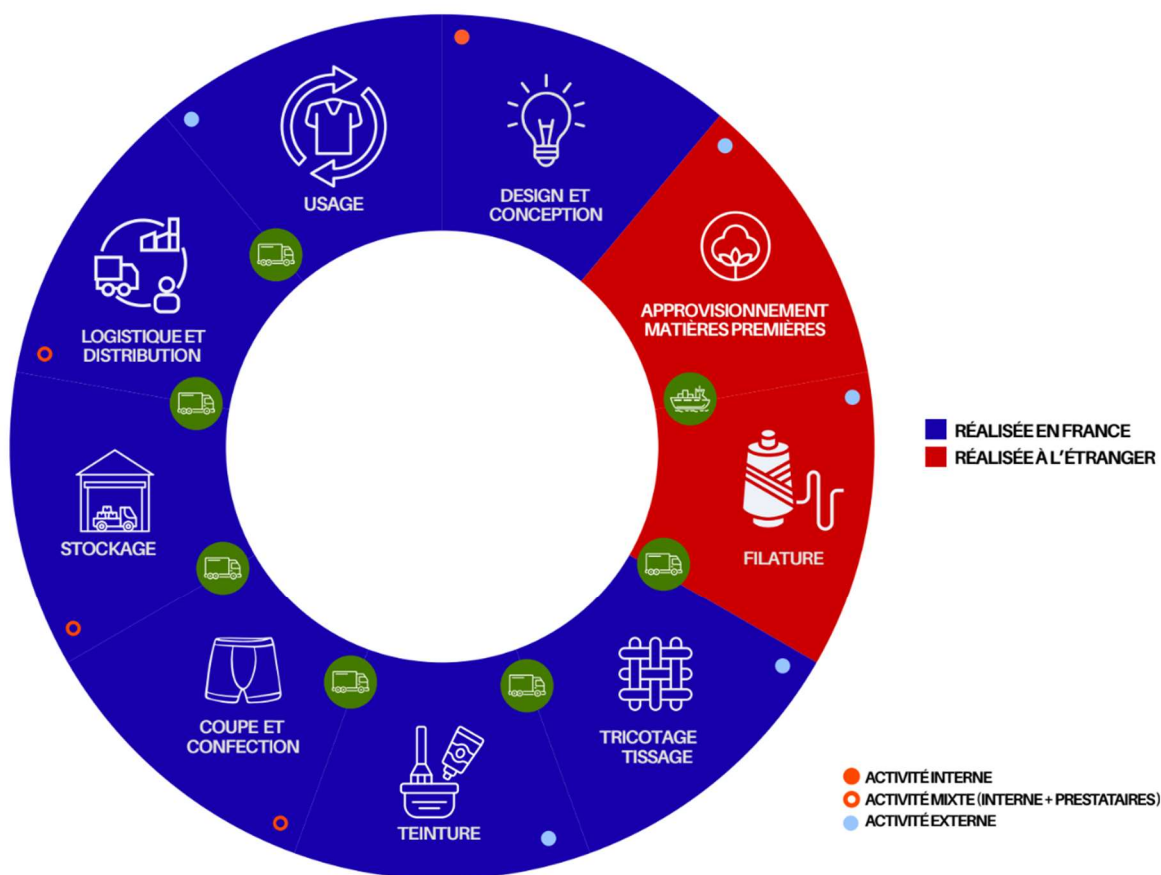 USAGE
DESIGN ET
CONCEPTION
APPROVISIONNEMENT
MATIÈRES PREMIÈRES
FILATURE
TRICOTAGE
TISSAGE
TEINTURE
COUPE ET
CONFECTION
STOCKAGE
LOGISTIQUE ET
DISTRIBUTION
RÉALISÉE EN FRANCE
RÉALISÉE À L'ÉTRANGER
ACTIVITÉ INTERNE
ACTIVITÉ MIXTE (INTERNE + PRESTATAIRES)
ACTIVITÉ EXTERNE